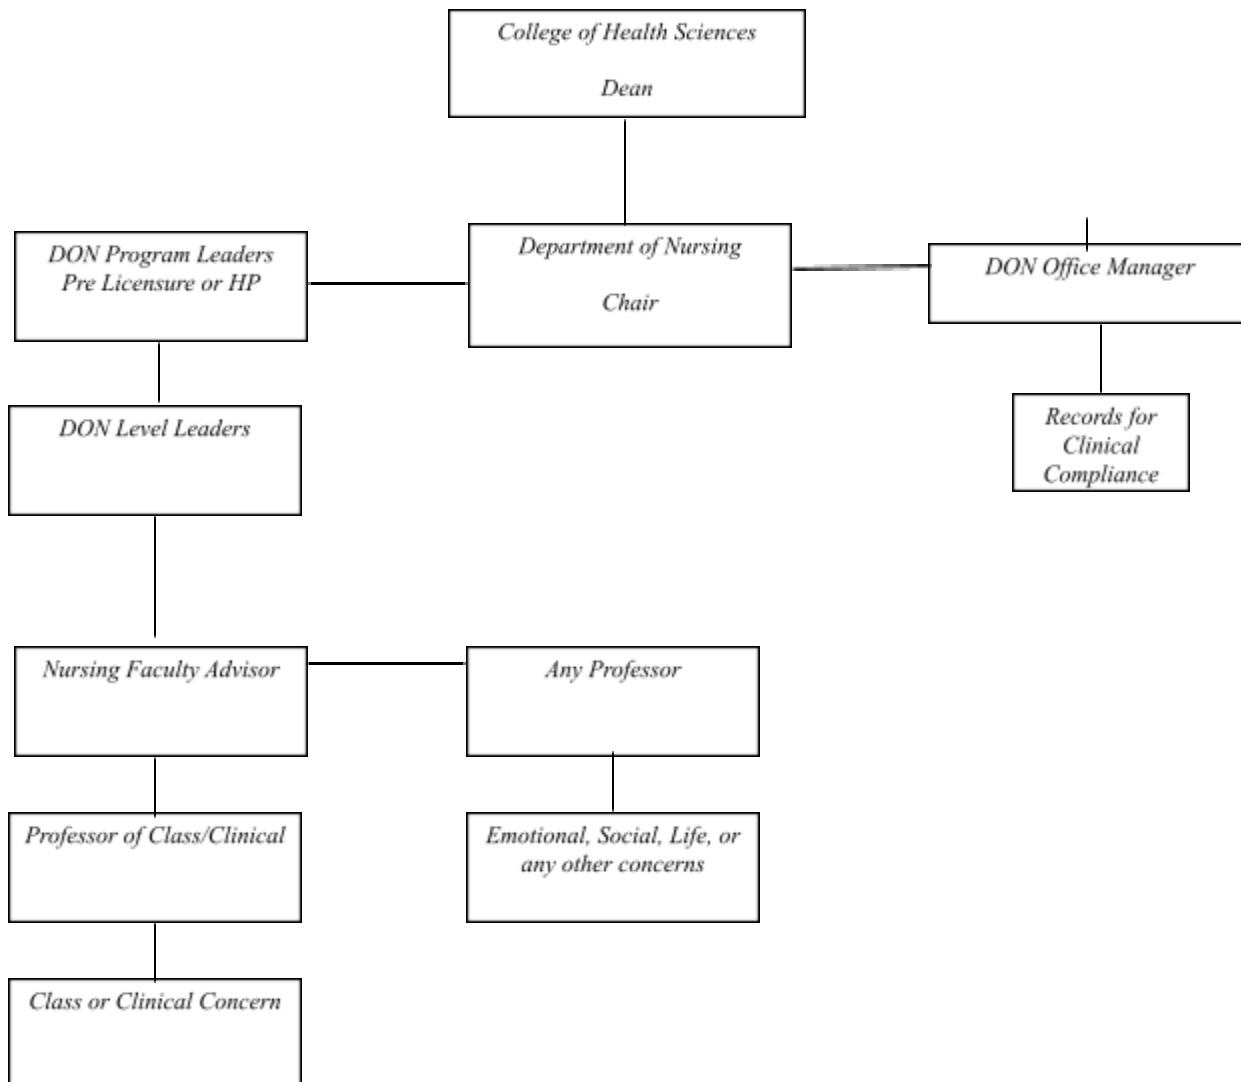 College of Health Sciences
Dean
DON Program Leaders
Pre Licensure or HP
Department of Nursing
Chair
DON Office Manager
DON Level Leaders
Records for
Clinical
Compliance
Nursing Faculty Advisor
Any Professor
Professor of Class/Clinical
Emotional, Social, Life, or
any other concerns
Class or Clinical Concern